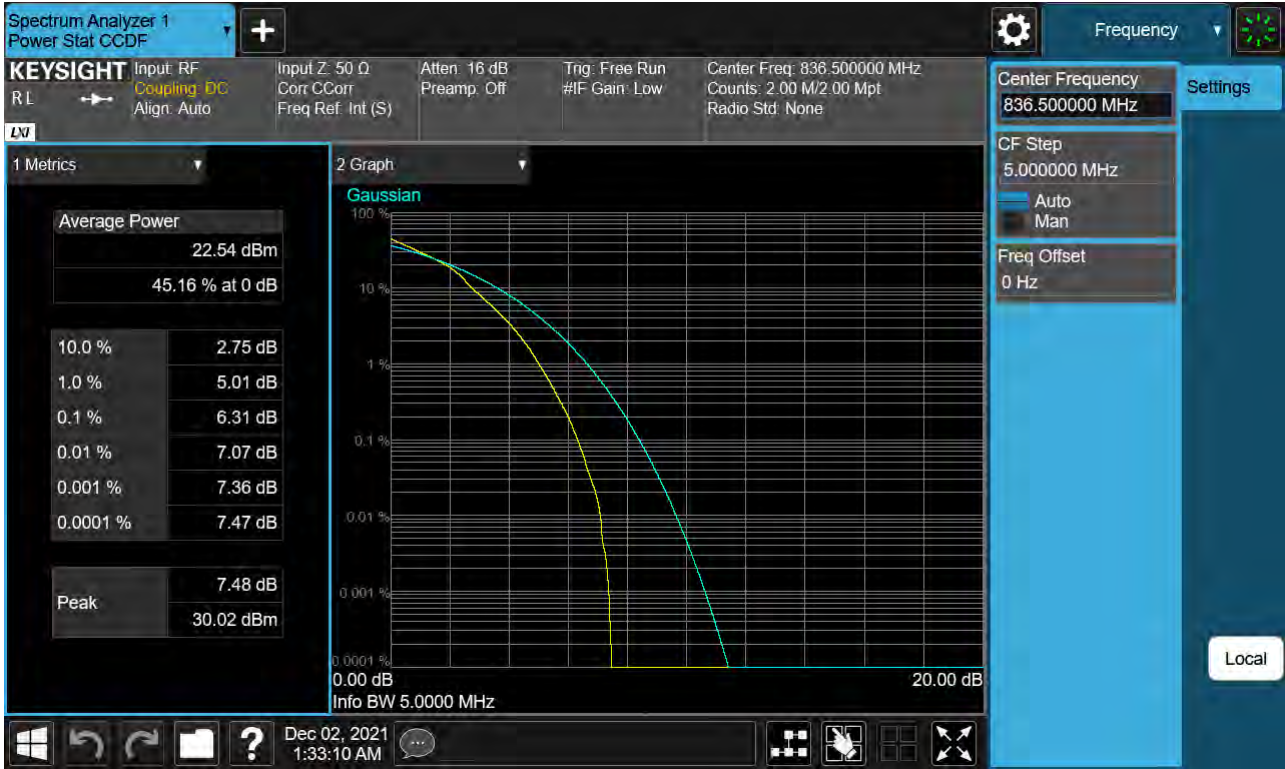 Spectrum Analyzer 1
Power Stat CCDF
+
Frequency
KEYSIGHT
RL
LXI
Input: RF
Coupling: DC
Align: Auto
Input Z: 50 Ω
Corr CCorr
Freq Ref: Int (S)
Atten: 16 dB
Preamp: Off
Trig: Free Run
#IF Gain: Low
Center Freq: 836.500000 MHz
Counts: 2.00 M/2.00 Mpt
Radio Std: None
Center Frequency
836.500000 MHz
Settings
CF Step
5.000000 MHz
Auto
Man
Freq Offset
0 Hz
Local
1 Metrics
Average Power
22.54 dBm
45.16 % at 0 dB
10.0 % 2.75 dB
1.0 % 5.01 dB
0.1 % 6.31 dB
0.01 % 7.07 dB
0.001 % 7.36 dB
0.0001 % 7.47 dB
Peak
7.48 dB
30.02 dBm
2 Graph
Gaussian
100 %
10 %
1 %
0.1 %
0.01 %
0.001 %
0.0001 %
0.00 dB 20.00 dB
Info BW 5.0000 MHz
?
Dec 02, 2021
1:33:10 AM